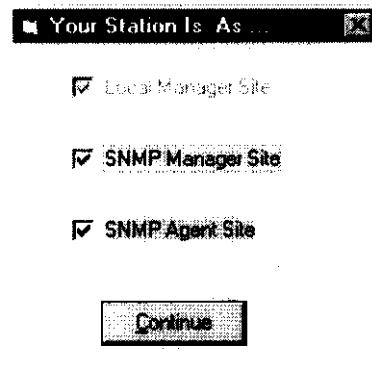 Your Station Is As ...
Local Manager Site
SNMP Manager Site
SNMP Agent Site
Continue